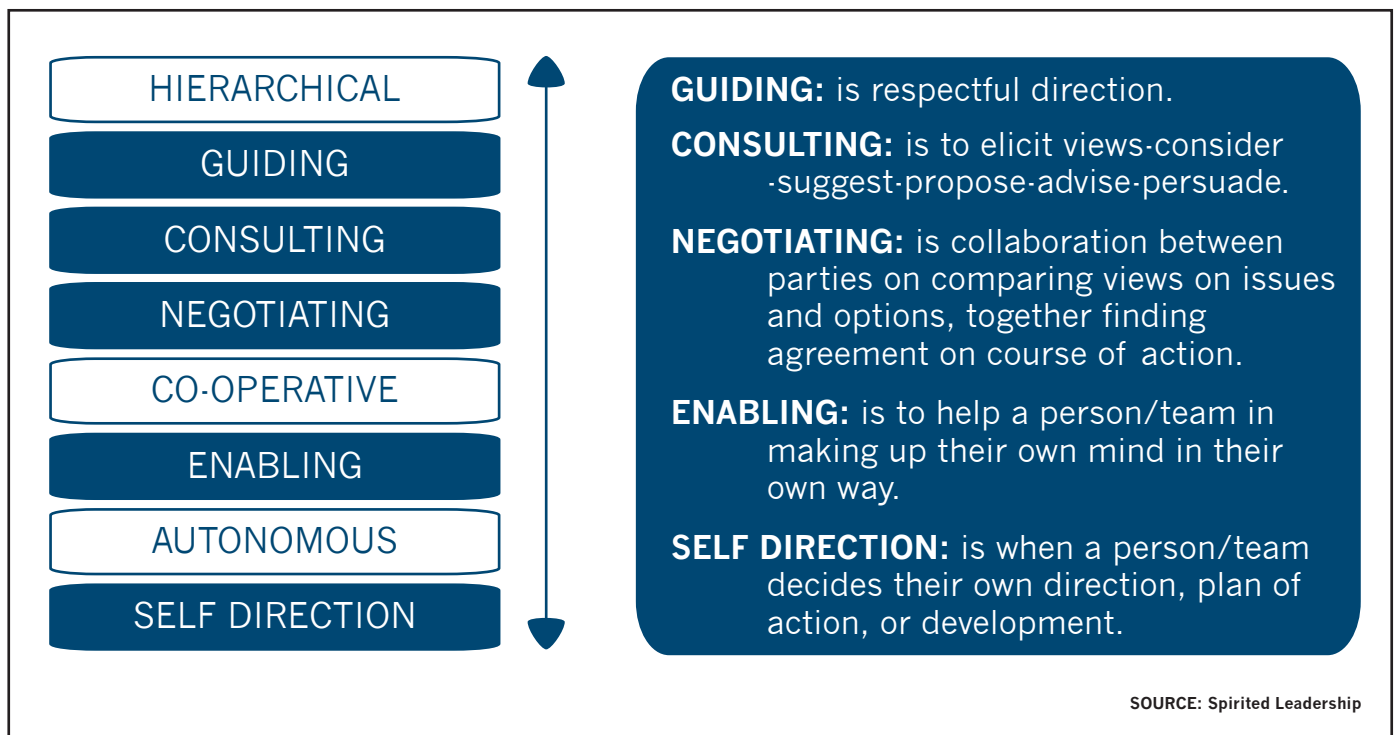 HIERARCHICAL
GUIDING
CONSULTING
NEGOTIATING
CO-OPERATIVE
ENABLING
AUTONOMOUS
SELF DIRECTION
GUIDING: is respectful direction.
CONSULTING: is to elicit views-consider
-suggest-propose-advise-persuade.
NEGOTIATING: is collaboration between
parties on comparing views on issues
and options, together finding
agreement on course of action.
ENABLING: is to help a person/team in
making up their own mind in their
own way.
SELF DIRECTION: is when a person/team
decides their own direction, plan of
action, or development.
SOURCE: Spirited Leadership